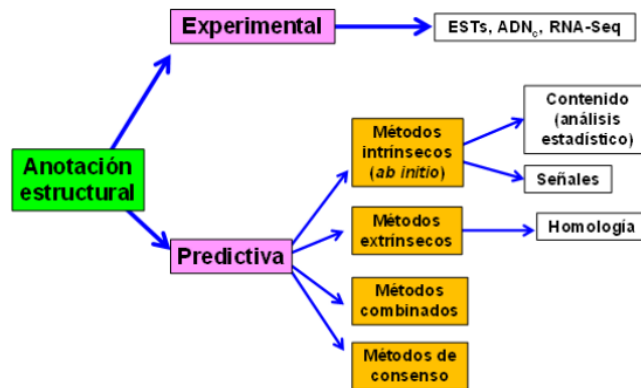 Experimental
ESTs, ADNc, RNA-Seq
Anotación
estructural
Predictiva
Métodos
intrínsecos
(ab initio)
Contenido
(análisis
estadístico)
Señales
Métodos
extrínsecos
Homología
Métodos
combinados
Métodos de
consenso